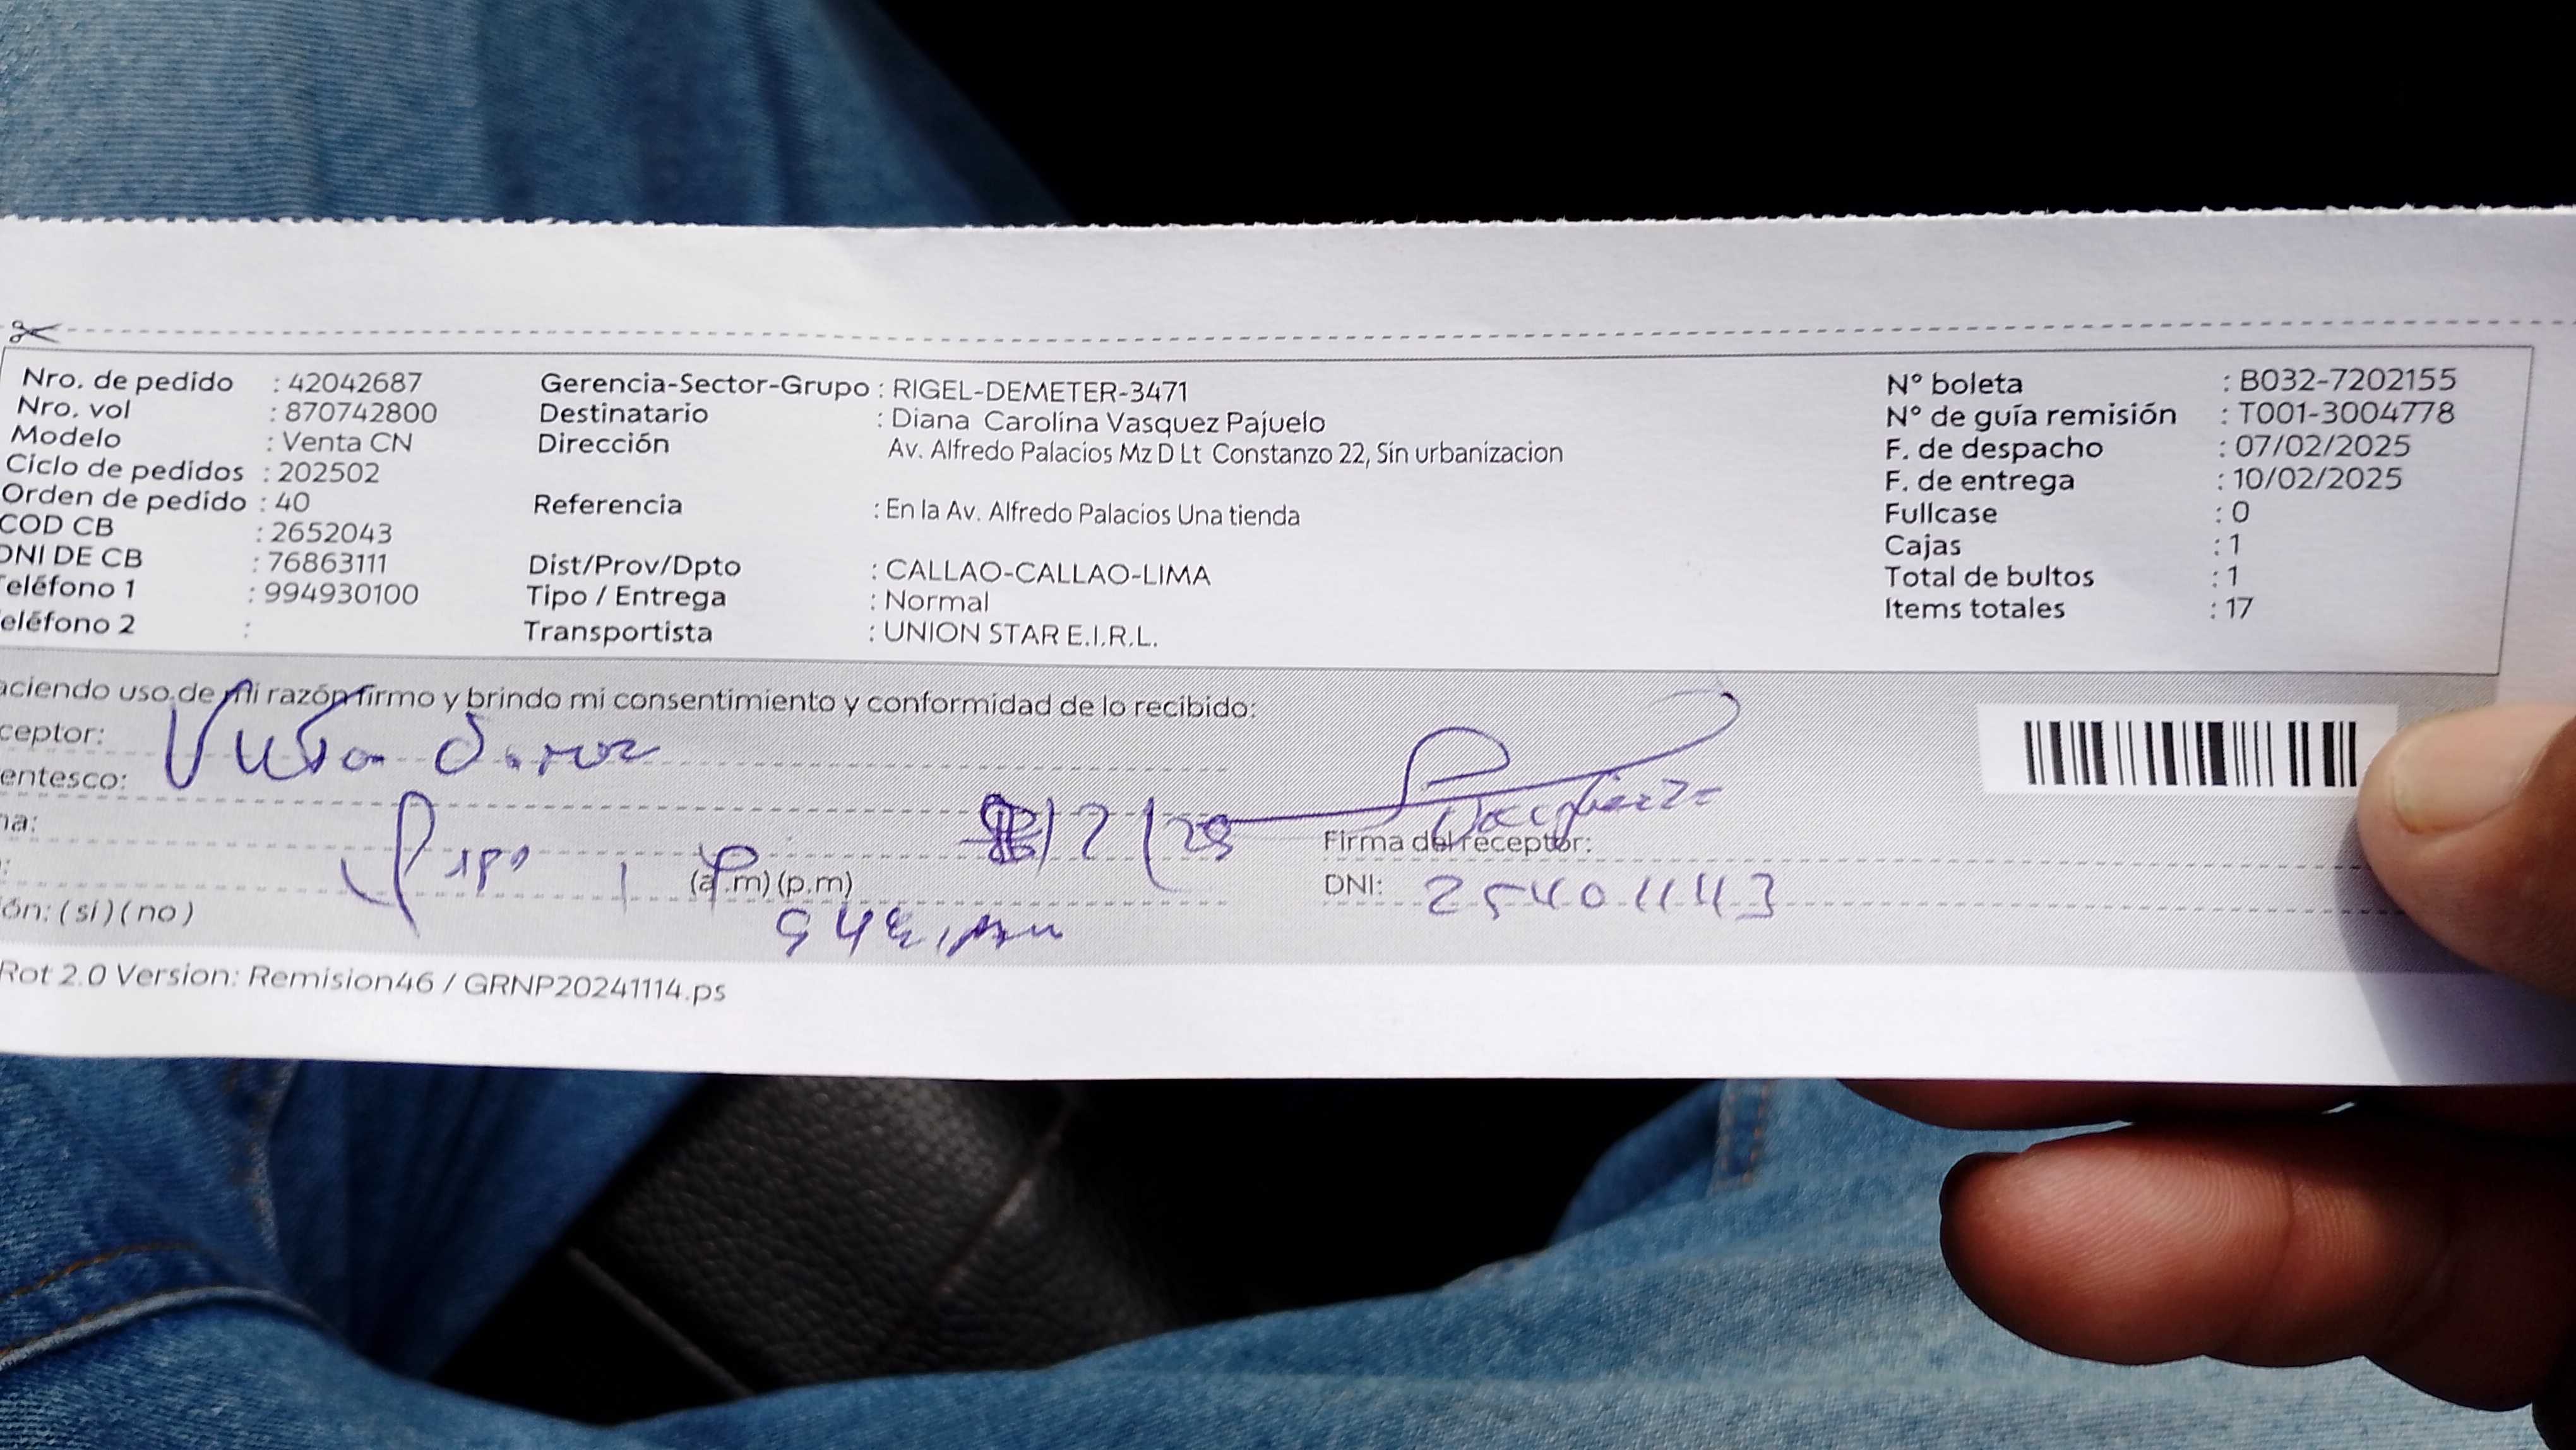 Nro. de pedido : 42042687
Nro. vol : 870742800
Modelo : Venta CN
Ciclo de pedidos : 202502
Orden de pedido : 40
COD CB : 2652043
DNI DE CB : 76863111
Teléfono 1 : 994930100
eléfono 2 :
Gerencia-Sector-Grupo : RIGEL-DEMETER-3471
Destinatario : Diana Carolina Vasquez Pajuelo
Dirección Av. Alfredo Palacios Mz D Lt Constanzo 22, Sin urbanizacion
Referencia : En la Av. Alfredo Palacios Una tienda
Dist/Prov/Dpto : CALLAO-CALLAO-LIMA
Tipo / Entrega : Normal
Transportista : UNION STAR E.I.R.L.
N° boleta : B032-7202155
N° de guía remisión : T001-3004778
F. de despacho : 07/02/2025
F. de entrega : 10/02/2025
Fullcase : 0
Cajas : 1
Total de bultos : 1
Items totales : 17
aciendo uso de mi razón firmo y brindo mi consentimiento y conformidad de lo recibido:
ceptor:
entesco:
na:
(a.m) (p.m)
ón: (si) (no)
Firma del receptor:
DNI: 25401143
Rot 2.0 Version: Remision46 / GRNP20241114.ps